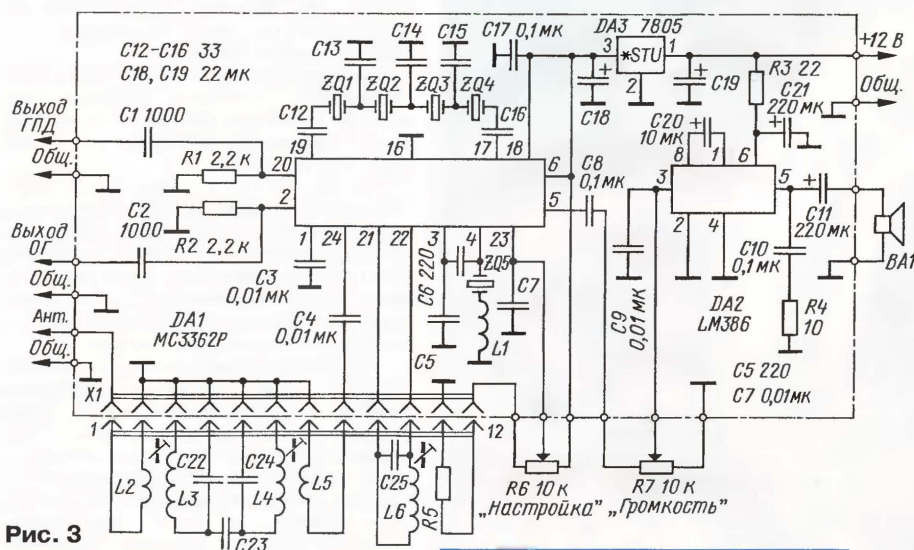 C12–C16 33
C18, C19 22 мк
C13
C14
C15
C17 0,1 мк
DA3 7805
+12 В
3
*STU
1
2
C18
C19
R3 22
C21
220 мк
Общ.
Выход
ГПД
C1 1000
ZQ1
ZQ2
ZQ3
ZQ4
C12
C16
19
16
17
18
C20
10 мк
8
1
6
Общ.
R1 2,2 к
20
6
C8
0,1 мк
3
5
C11
220 мк
C2
1000
R2 2,2 к
2
5
2
4
C10
0,1 мк
BA1
Выход
ОГ
1
24
21
22
3
4
23
ZQ5
C7
C3
0,01 мк
C6 220
C9
0,01 мк
DA2
LM386
R4
10
Общ.
Ант.
DA1
MC3362P
C4
0,01 мк
C5
L1
Общ.
C5 220
C7 0,01 мк
X1
1
12
L2
L3
C22
C24
L4
L5
C25
L6
R5
C23
R6 10 к
„Настройка"
R7 10 к
„Громкость"
Рис. 3